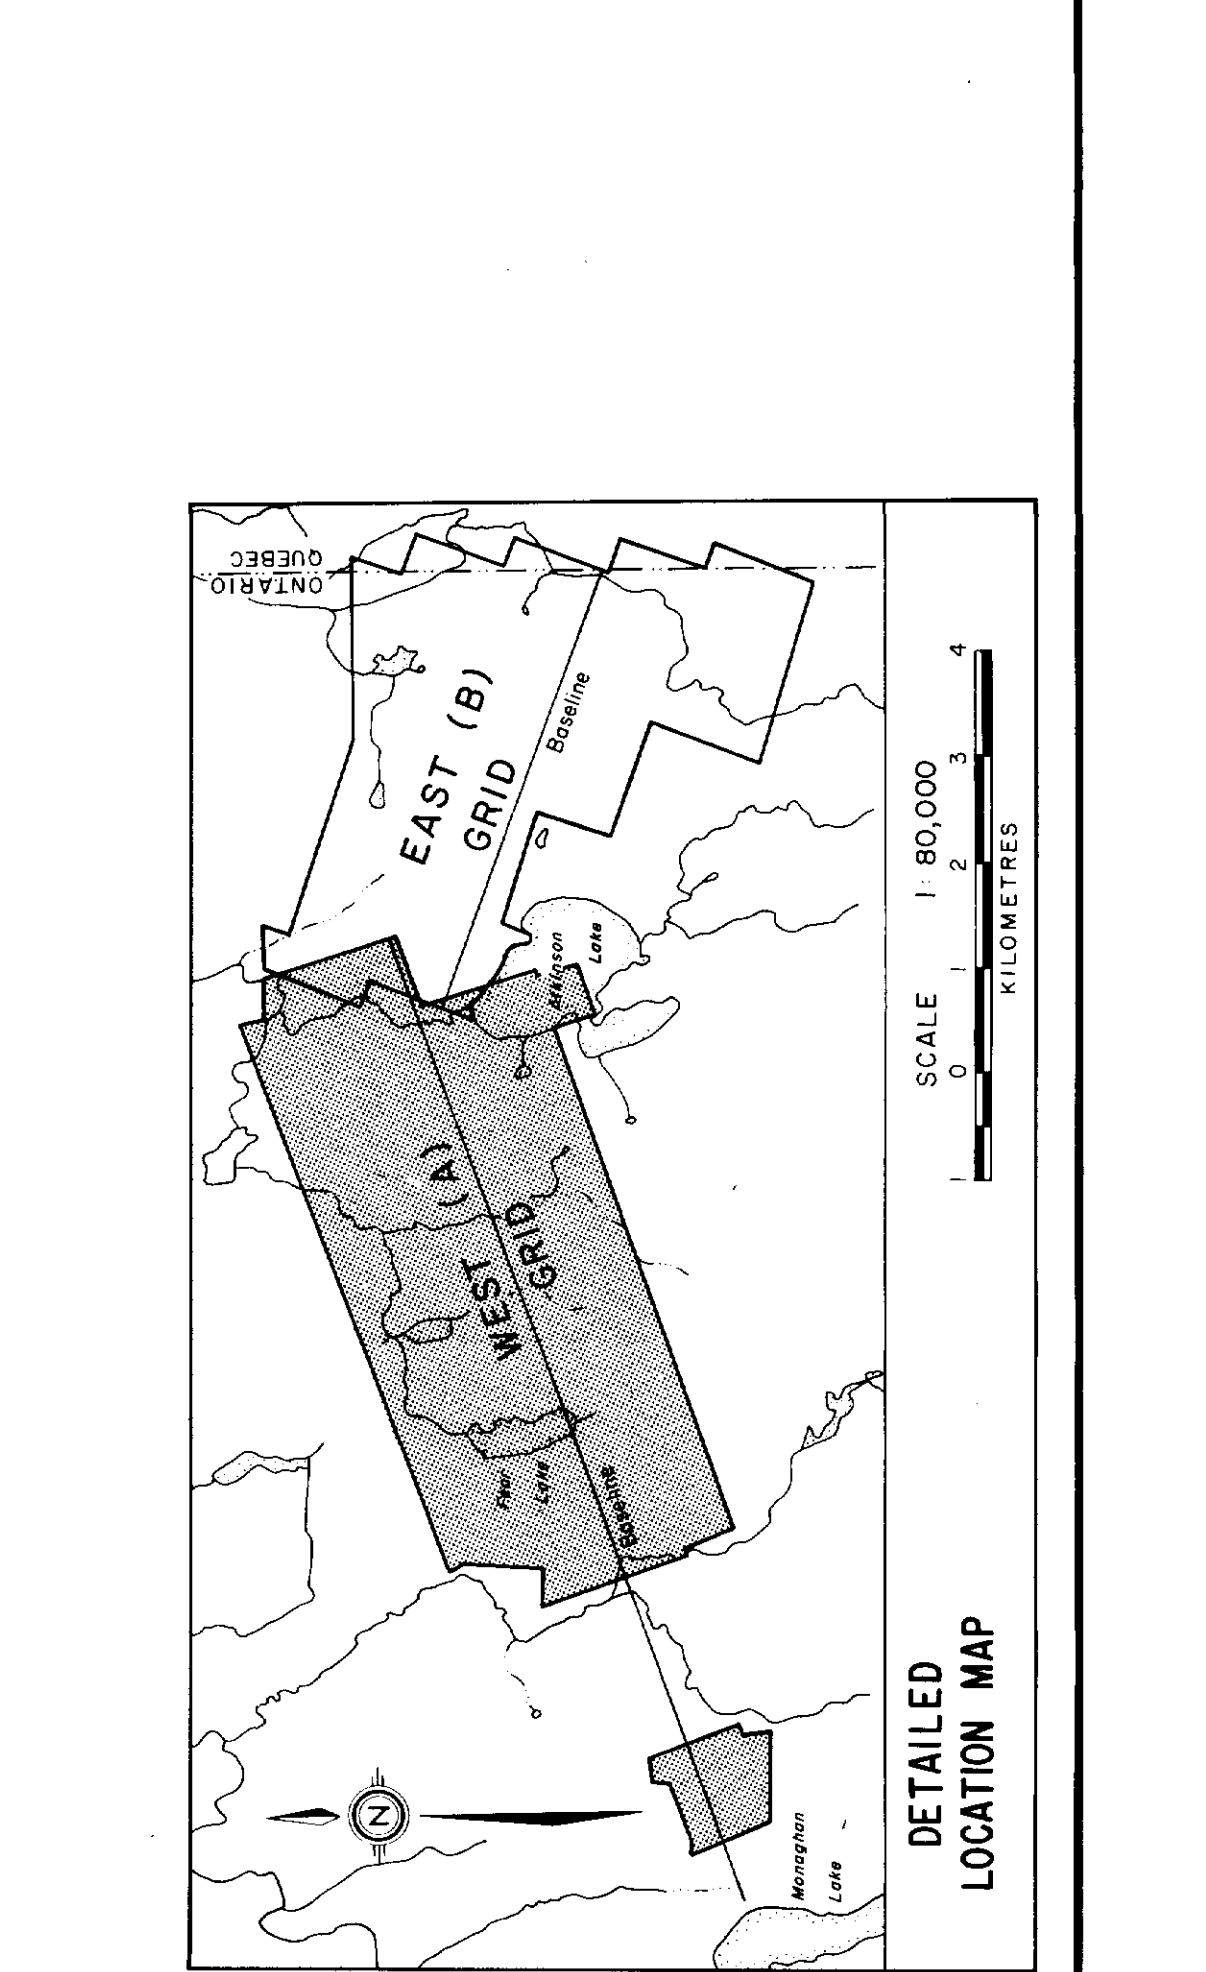 QUEBEC
ONTARIO
EAST (B)
GRID
Baseline
Atkinson
Lake
WEST (A)
GRID
Lake
Baseline
N
Monaghan
Lake
DETAILED
LOCATION MAP
SCALE 1:80,000
1 0 1 2 3 4
KILOMETRES